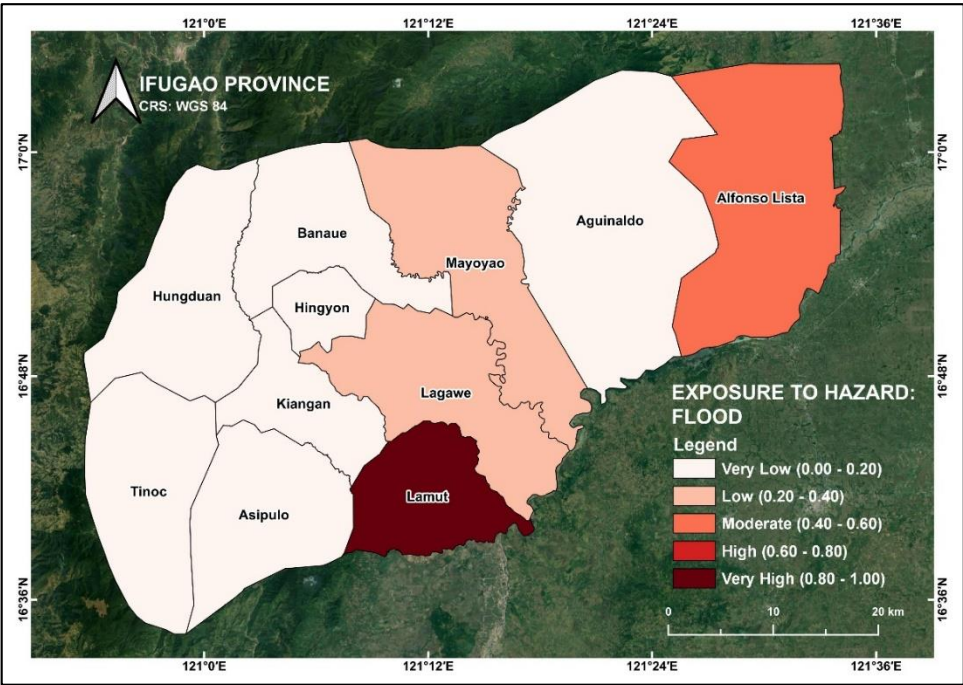 121°0'E 121°12'E 121°24'E 121°36'E
IFUGAO PROVINCE
CRS: WGS 84
17°0'N
17°0'N
Alfonso Lista
Aguinaldo
Banaue
Mayoyao
Hungduan
Hingyon
16°48'N
16°48'N
Lagawe
Kiangan
Tinoc
Lamut
Asipulo
EXPOSURE TO HAZARD:
FLOOD
Legend
Very Low (0.00 - 0.20)
Low (0.20 - 0.40)
Moderate (0.40 - 0.60)
High (0.60 - 0.80)
Very High (0.80 - 1.00)
0 10 20 km
16°36'N
16°36'N
121°0'E 121°12'E 121°24'E 121°36'E